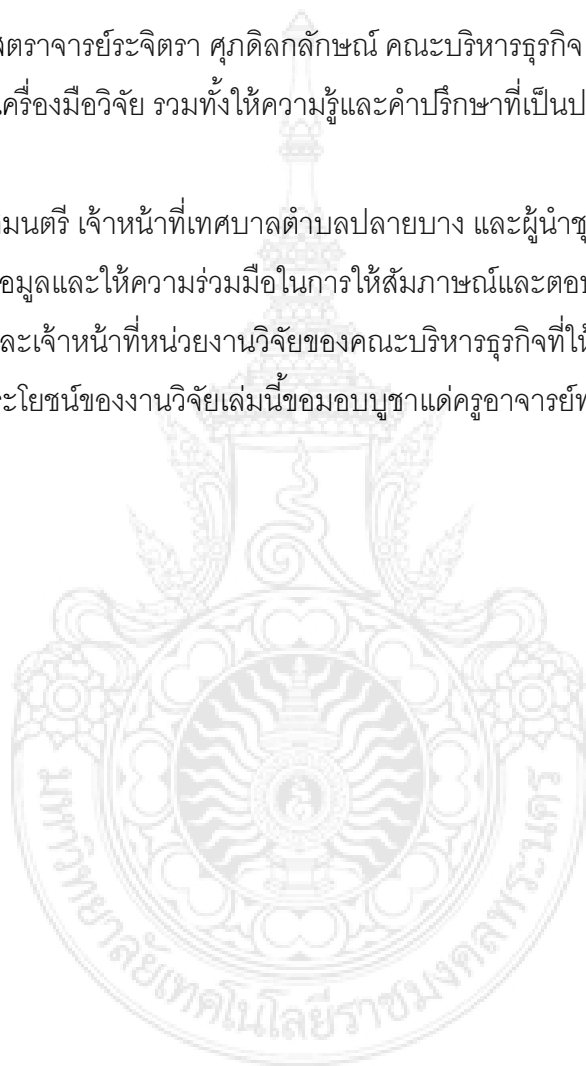 สตราจารย์ระจิตรา ศุภดิลกลักษณ์ คณะบริหารธุรกิจ
เครื่องมือวิจัย รวมทั้งให้ความรู้และคำปรึกษาที่เป็นป
มนตรี เจ้าหน้าที่เทศบาลตำบลปลายบาง และผู้นำชุ
อมูลและให้ความร่วมมือในการให้สัมภาษณ์และตอบ
ละเจ้าหน้าที่หน่วยงานวิจัยของคณะบริหารธุรกิจที่ให้
ระโยชน์ของงานวิจัยเล่มนี้ขอมอบบูชาแด่ครูอาจารย์
มหาวิทยาลัยเทคโนโลยีราชมงคลพระนคร